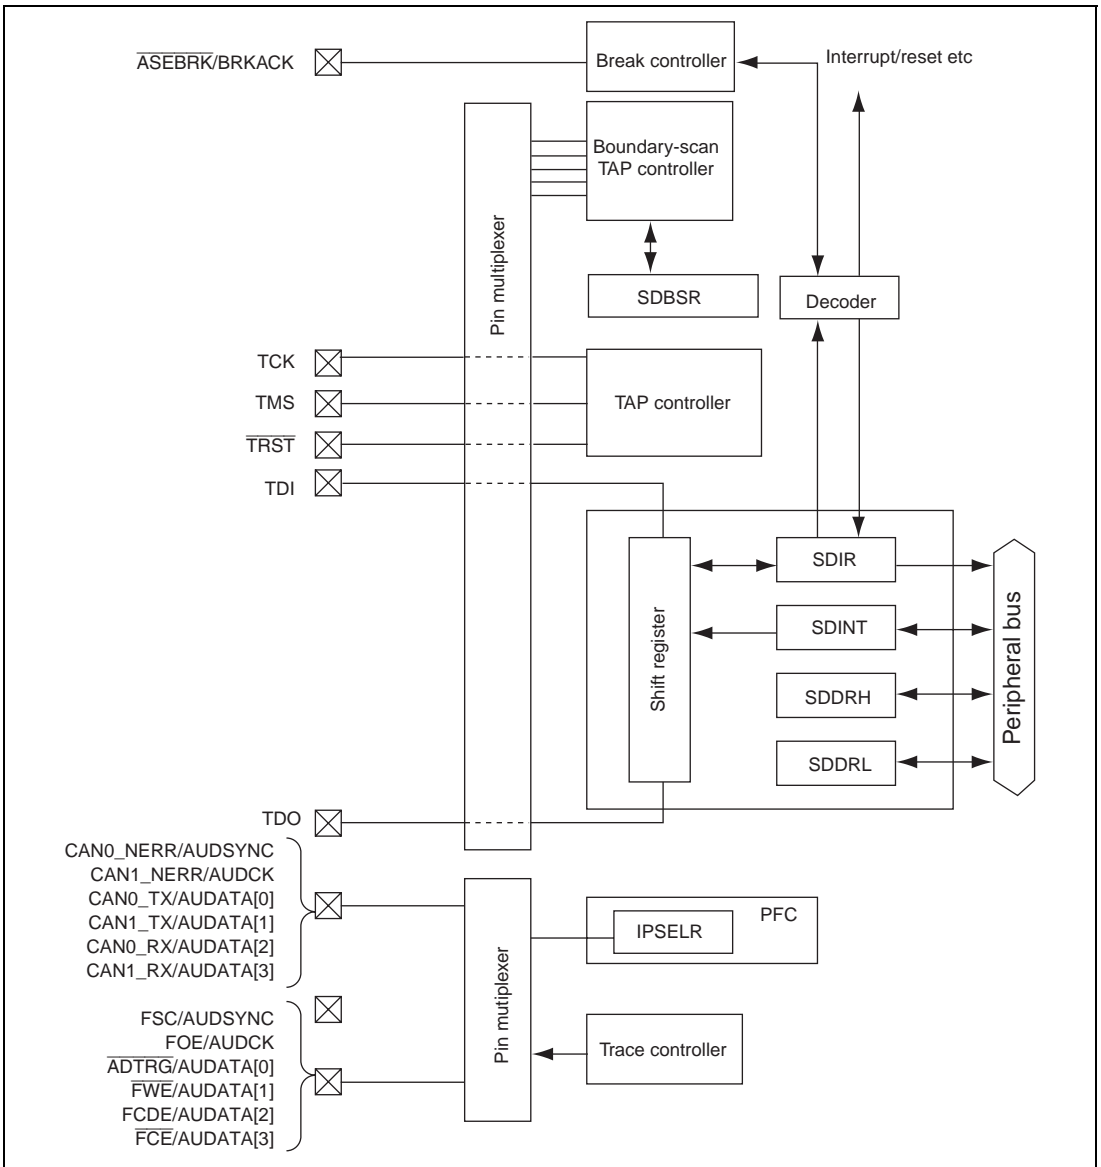 ASEBRK/BRKACK
Break controller
Interrupt/reset etc
Boundary-scan
TAP controller
Pin multiplexer
SDBSR
Decoder
TCK
TMS
TRST
TDI
TAP controller
Shift register
SDIR
SDINT
SDDRH
SDDRL
Peripheral bus
TDO
CAN0_NERR/AUDSYNC
CAN1_NERR/AUDCK
CAN0_TX/AUDATA[0]
CAN1_TX/AUDATA[1]
CAN0_RX/AUDATA[2]
CAN1_RX/AUDATA[3]
Pin mutiplexer
PFC
IPSELR
FSC/AUDSYNC
FOE/AUDCK
ADTRG/AUDATA[0]
FWE/AUDATA[1]
FCDE/AUDATA[2]
FCE/AUDATA[3]
Trace controller